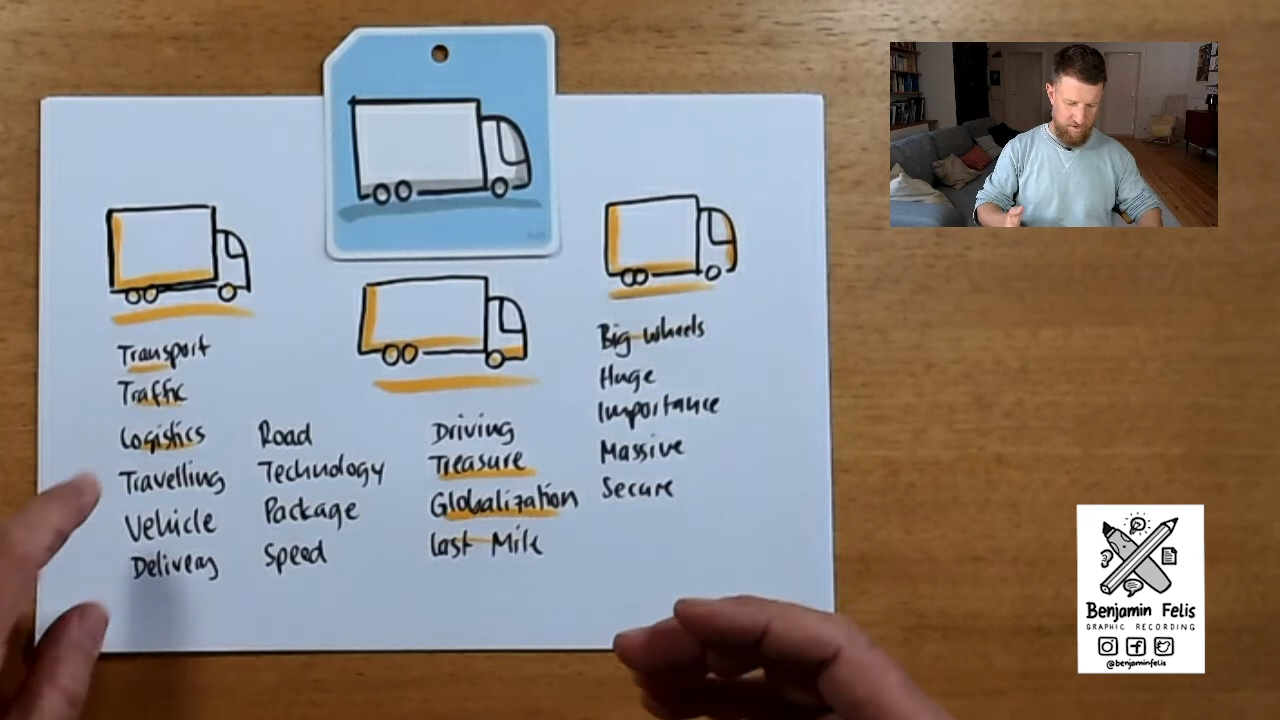 Transport
Traffic
Logistics
Travelling
Vehicle
Delivery
Road
Technology
Package
Speed
Driving
Treasure
Globalization
Last Mile
Big wheels
Huge
Importance
Massive
Secure
Benjamin Felis
GRAPHIC RECORDING
@benjaminfelis